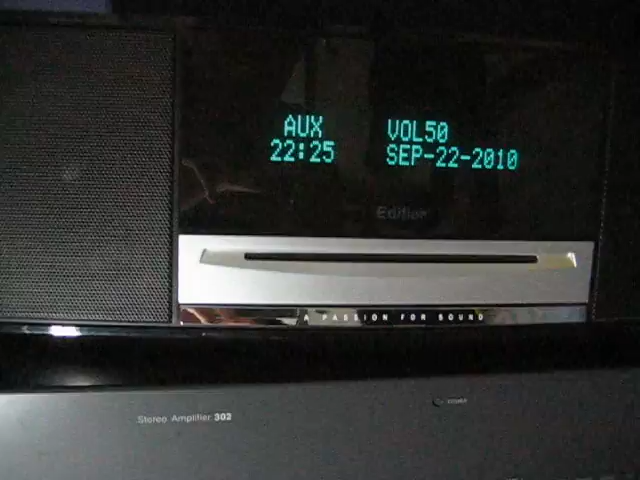 AUX VOL50
22:25 SEP-22-2010
Edifier
A PASSION FOR SOUND
Stereo Amplifier 302